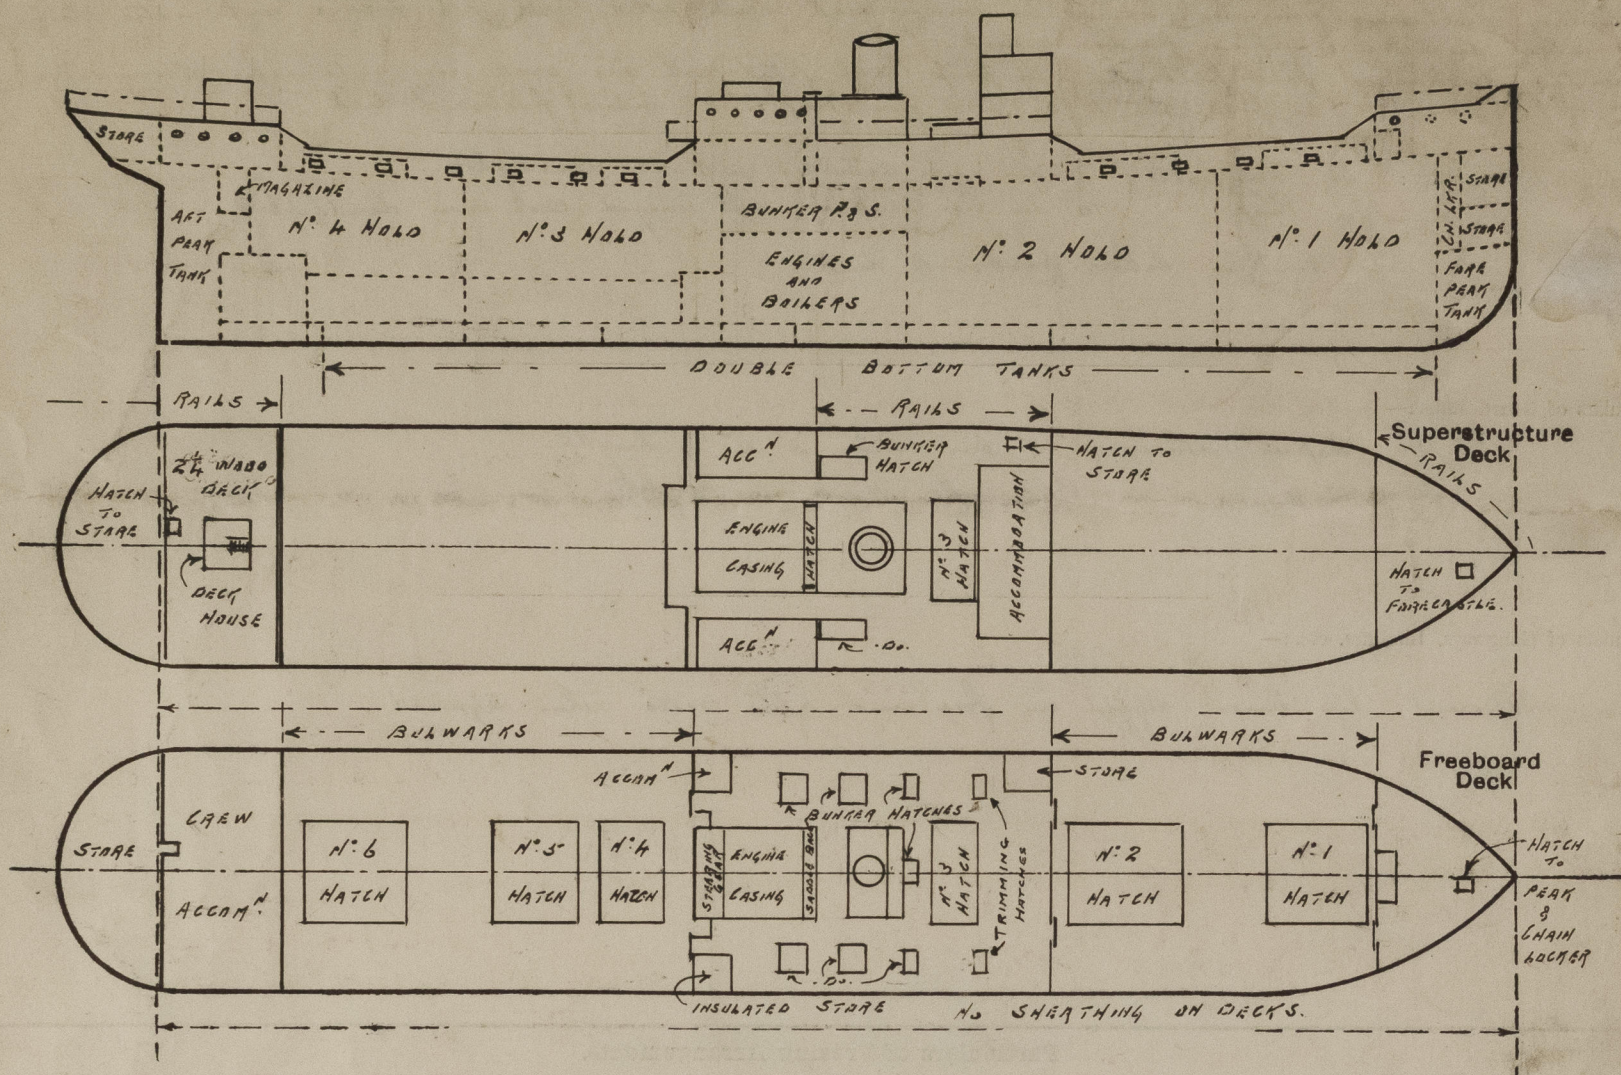 STORE
MAGAZINE
AFT
PEAK
TANK
Nº 4 HOLD
Nº 3 HOLD
BUNKER P. & S.
ENGINES
AND
BOILERS
Nº 2 HOLD
Nº 1 HOLD
CH. LKR.
STORE
STORE
FORE
PEAK
TANK
DOUBLE BOTTOM TANKS
RAILS
RAILS
Superstructure
Deck
RAILS
DECK
HATCH
TO
STORE
DECK
HOUSE
ACCᴺ
BUNKER
HATCH
HATCH TO
STORE
ENGINE
CASING
HATCH
Nº 3
HATCH
ACCOMMODATION
HATCH
TO
FORECASTLE.
ACCᴺ
Do.
BULWARKS
BULWARKS
Freeboard
Deck
ACCOMᴺ
STORE
CREW
ACCOMᴺ.
STORE
Nº 6
HATCH
Nº 5
HATCH
Nº 4
HATCH
STEERING
GEAR
ENGINE
CASING
BUNKER HATCHES
Nº 3
HATCH
TRIMMING
HATCHES
Nº 2
HATCH
Nº 1
HATCH
HATCH
TO
PEAK
&
CHAIN
LOCKER
Do.
INSULATED STORE
NO SHEATHING ON DECKS.